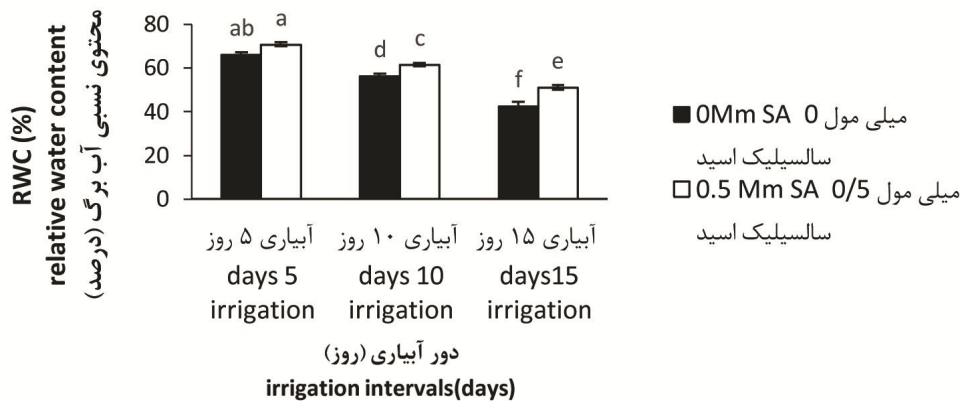 RWC (%)
relative water content
محتوی نسبی آب برگ (درصد)
80
60
40
20
0
ab
a
d
c
f
e
آبیاری ۵ روز
days 5
irrigation
آبیاری ۱۰ روز
days 10
irrigation
آبیاری ۱۵ روز
days15
irrigation
دور آبیاری (روز)
irrigation intervals(days)
0Mm SA 0 میلی مول
سالسیلیک اسید
0.5 Mm SA 0/5 میلی مول
سالسیلیک اسید